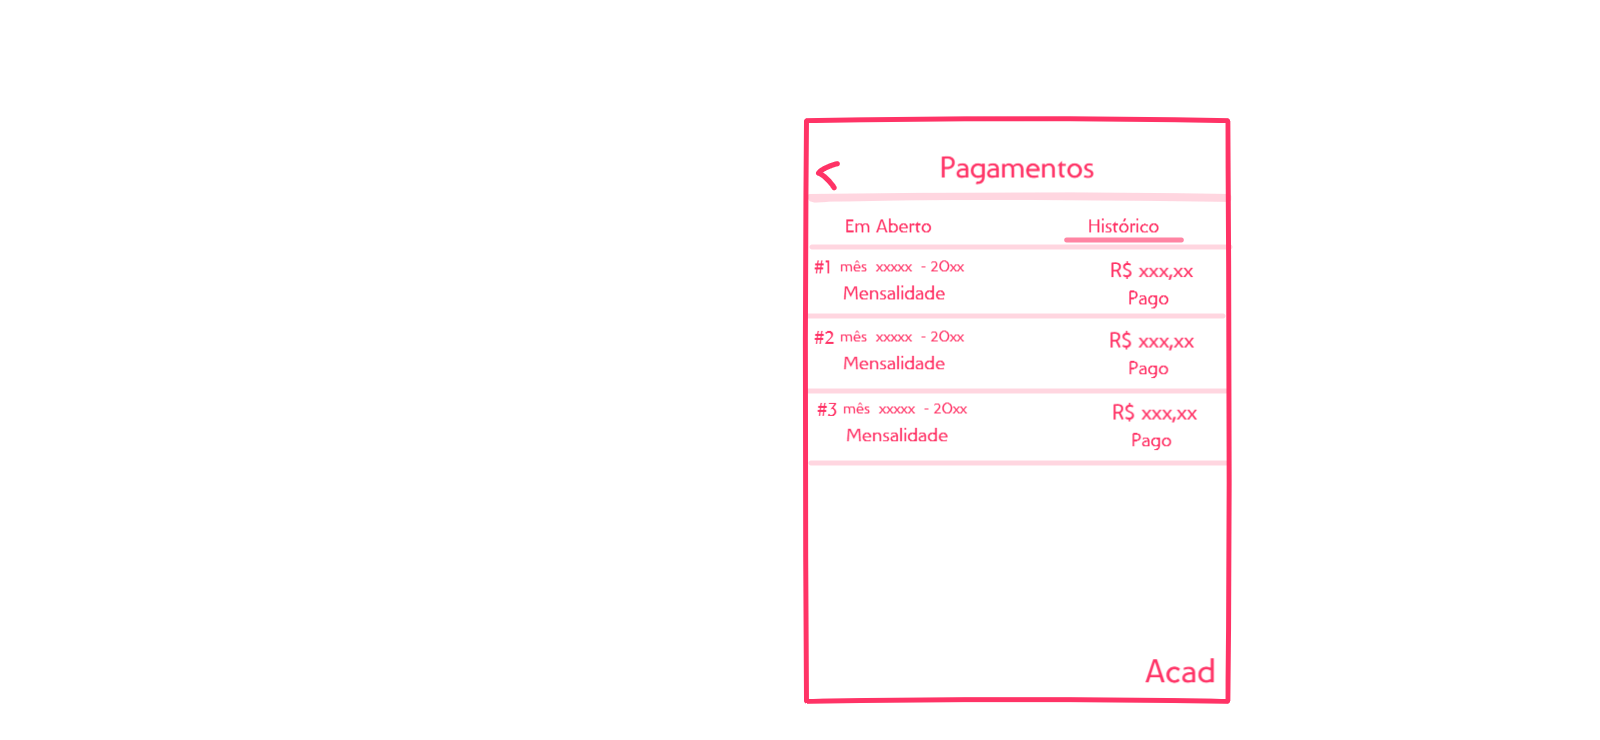 Pagamentos
Em Aberto Histórico
#1 mês xxxxx - 20xx R$ xxx,xx
Mensalidade Pago
#2 mês xxxxx - 20xx R$ xxx,xx
Mensalidade Pago
#3 mês xxxxx - 20xx R$ xxx,xx
Mensalidade Pago
Acad